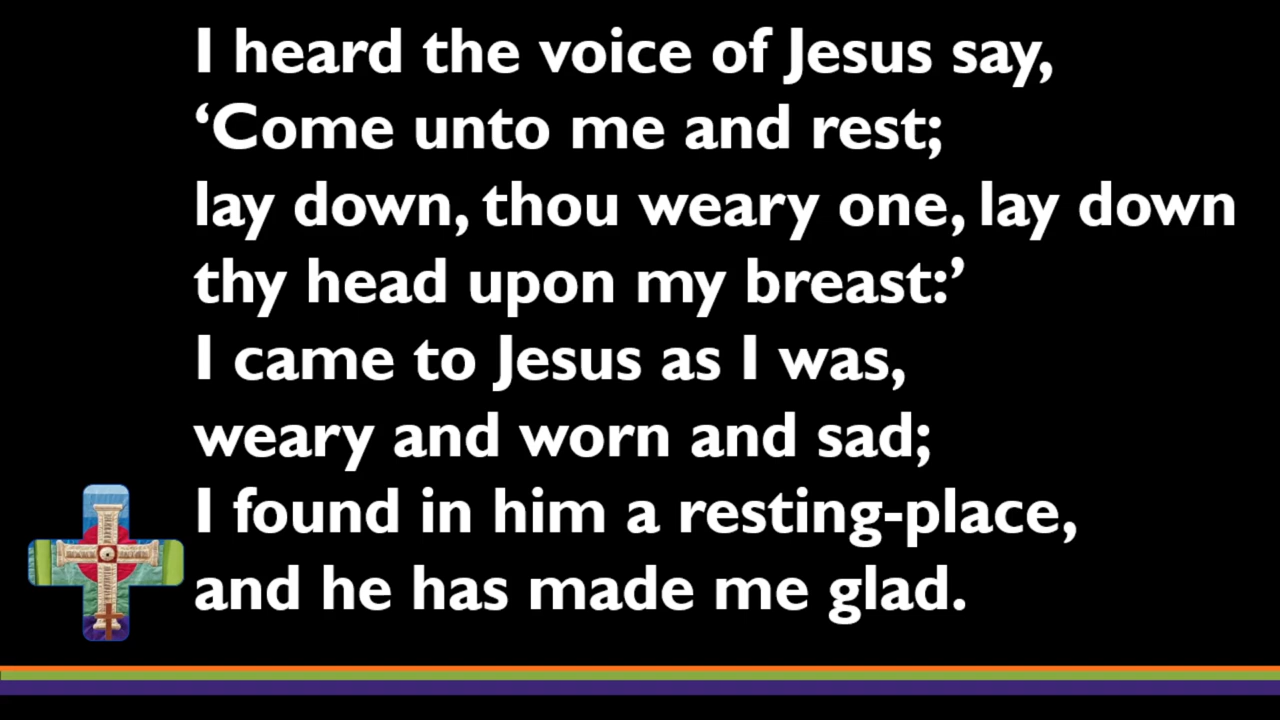 I heard the voice of Jesus say,
‘Come unto me and rest;
lay down, thou weary one, lay down
thy head upon my breast:’
I came to Jesus as I was,
weary and worn and sad;
I found in him a resting-place,
and he has made me glad.